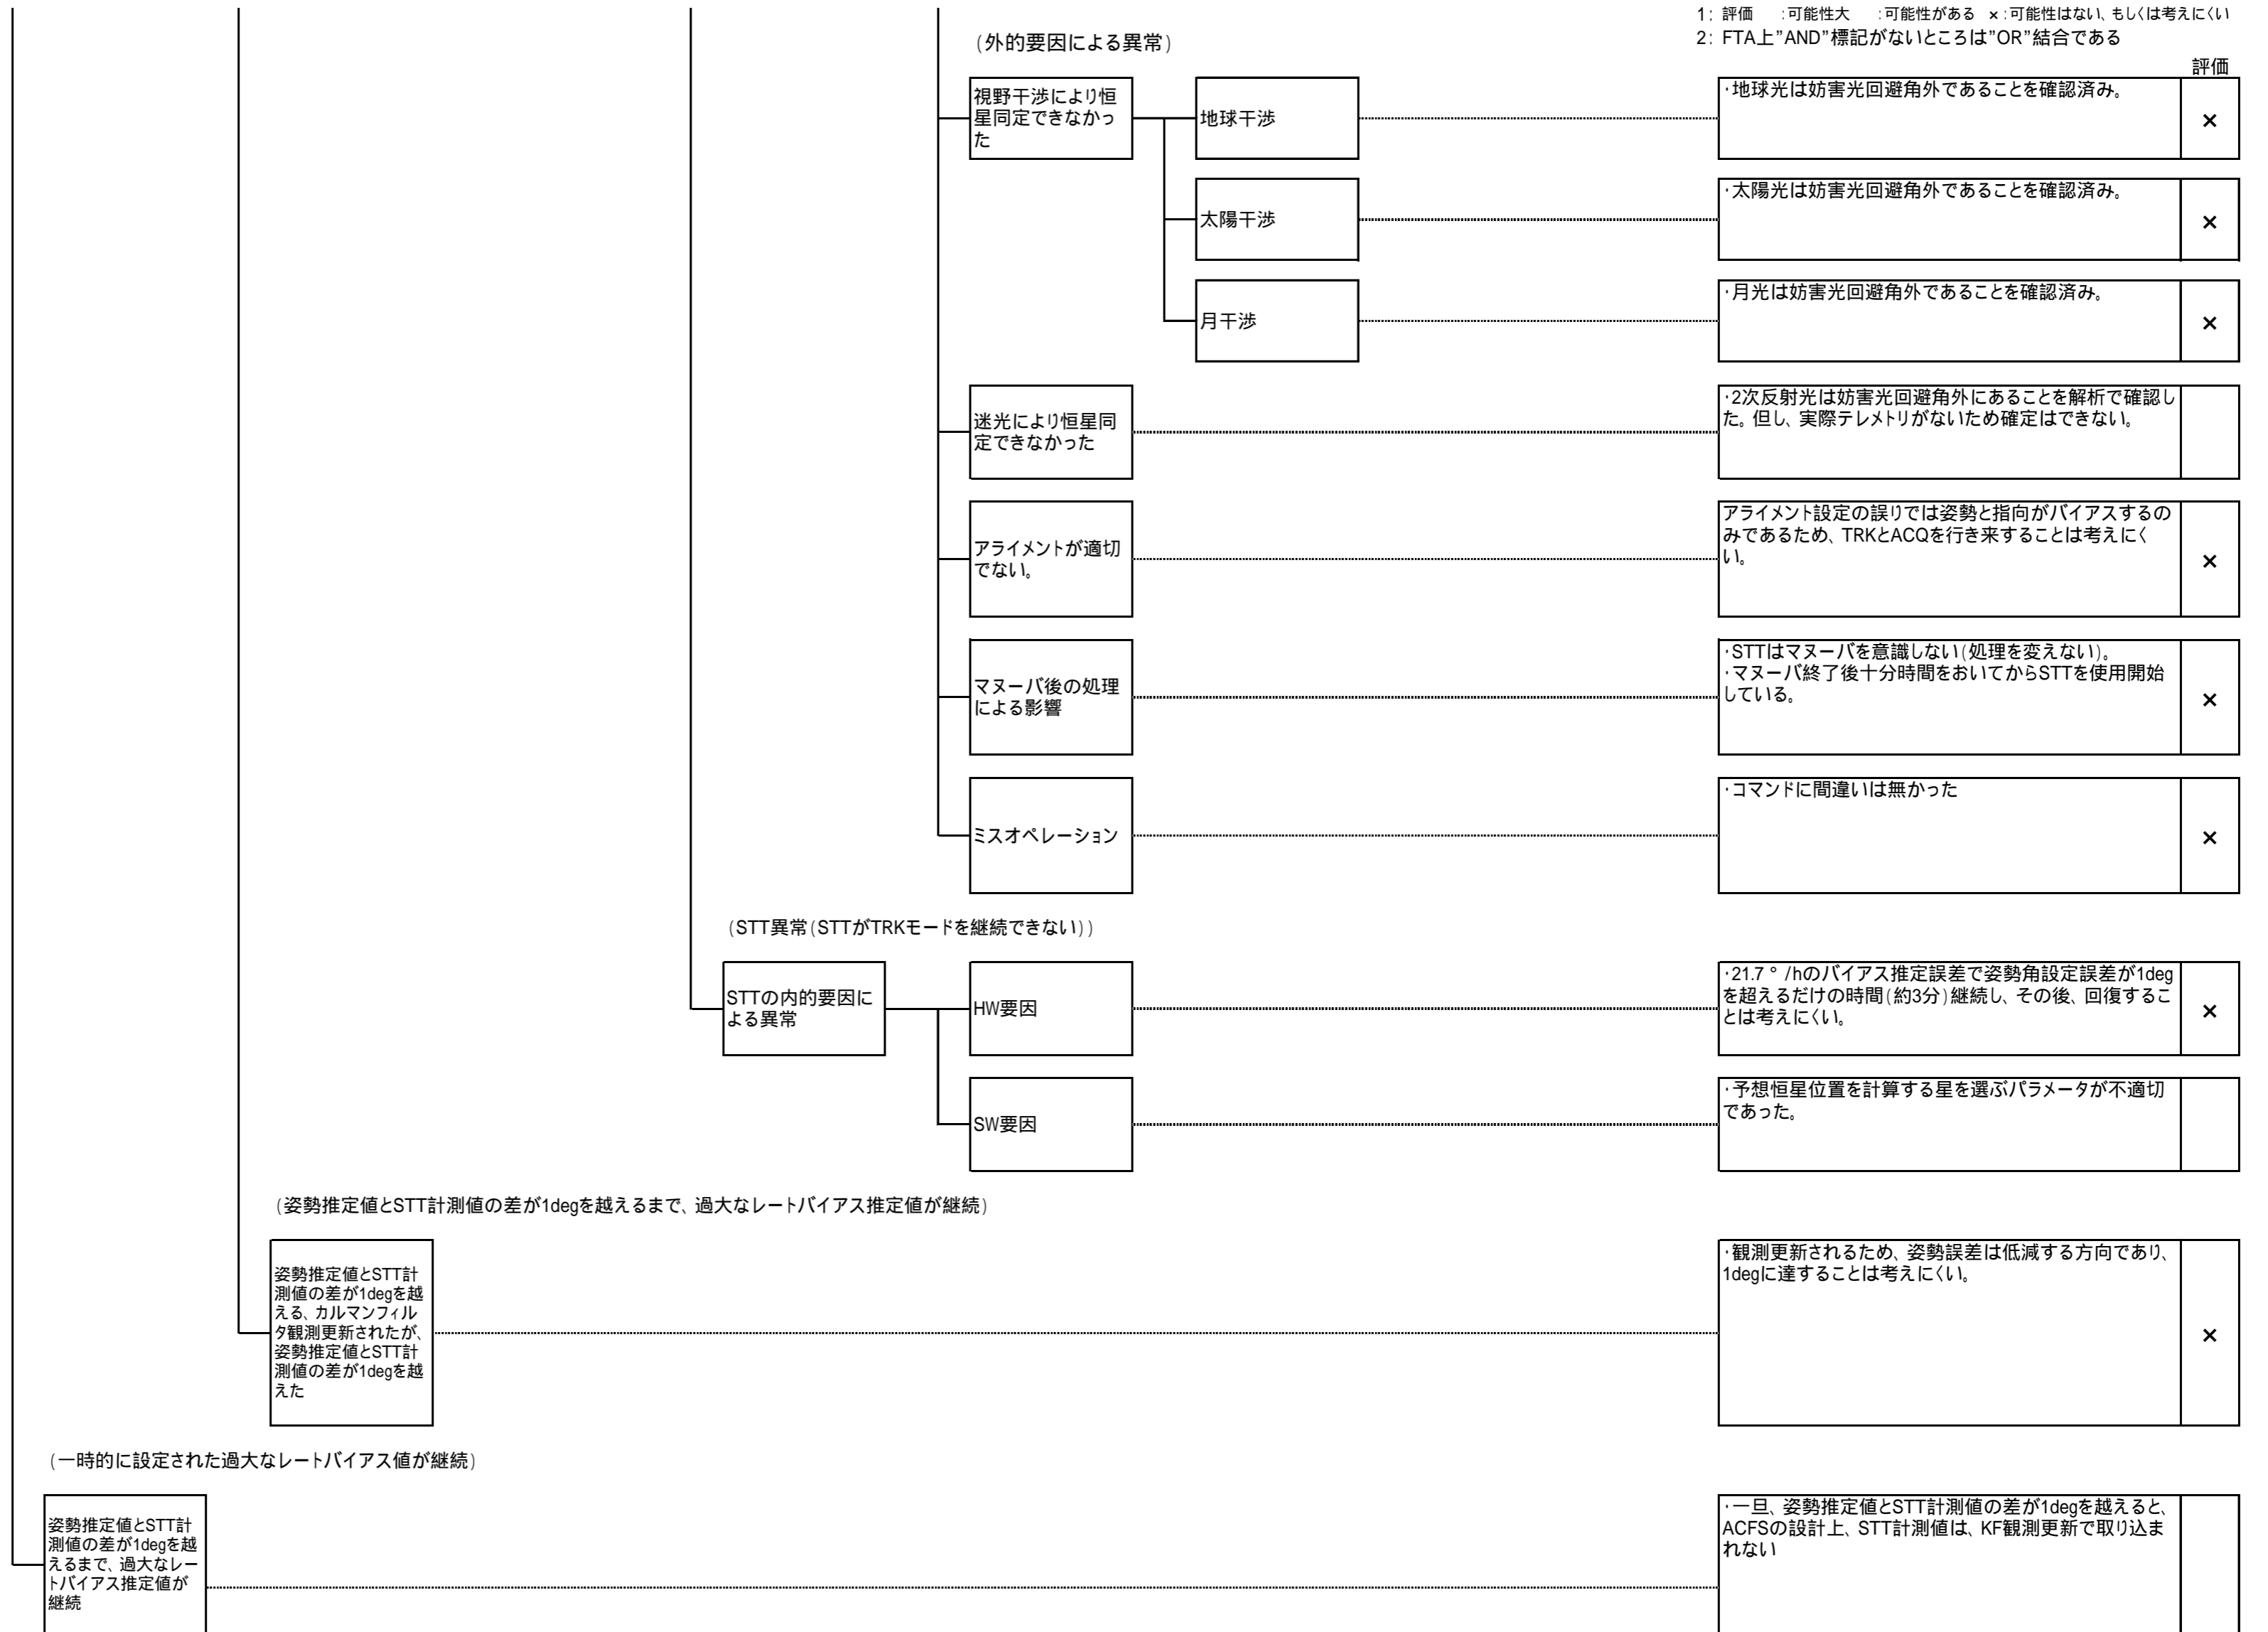 1: 評価　:可能性大　:可能性がある ×:可能性はない、もしくは考えにくい
2: FTA上”AND”標記がないところは”OR”結合である
評価
(外的要因による異常)
視野干渉により恒
星同定できなかっ
た
地球干渉
・地球光は妨害光回避角外であることを確認済み。
×
太陽干渉
・太陽光は妨害光回避角外であることを確認済み。
×
月干渉
・月光は妨害光回避角外であることを確認済み。
×
迷光により恒星同
定できなかった
・2次反射光は妨害光回避角外にあることを解析で確認し
た。但し、実際テレメトリがないため確定はできない。
アライメントが適切
でない。
アライメント設定の誤りでは姿勢と指向がバイアスするの
みであるため、TRKとACQを行き来することは考えにく
い。
×
マヌーバ後の処理
による影響
・STTはマヌーバを意識しない(処理を変えない)。
・マヌーバ終了後十分時間をおいてからSTTを使用開始
している。
×
ミスオペレーション
・コマンドに間違いは無かった
×
(STT異常(STTがTRKモードを継続できない))
STTの内的要因に
よる異常
HW要因
・21.7°/hのバイアス推定誤差で姿勢角設定誤差が1deg
を超えるだけの時間(約3分)継続し、その後、回復するこ
とは考えにくい。
×
SW要因
・予想恒星位置を計算する星を選ぶパラメータが不適切
であった。
(姿勢推定値とSTT計測値の差が1degを越えるまで、過大なレートバイアス推定値が継続)
姿勢推定値とSTT計
測値の差が1degを越
える、カルマンフィル
タ観測更新されたが、
姿勢推定値とSTT計
測値の差が1degを越
えた
・観測更新されるため、姿勢誤差は低減する方向であり、
1degに達することは考えにくい。
×
(一時的に設定された過大なレートバイアス値が継続)
姿勢推定値とSTT計
測値の差が1degを越
えるまで、過大なレー
トバイアス推定値が
継続
・一旦、姿勢推定値とSTT計測値の差が1degを越えると、
ACFSの設計上、STT計測値は、KF観測更新で取り込ま
れない